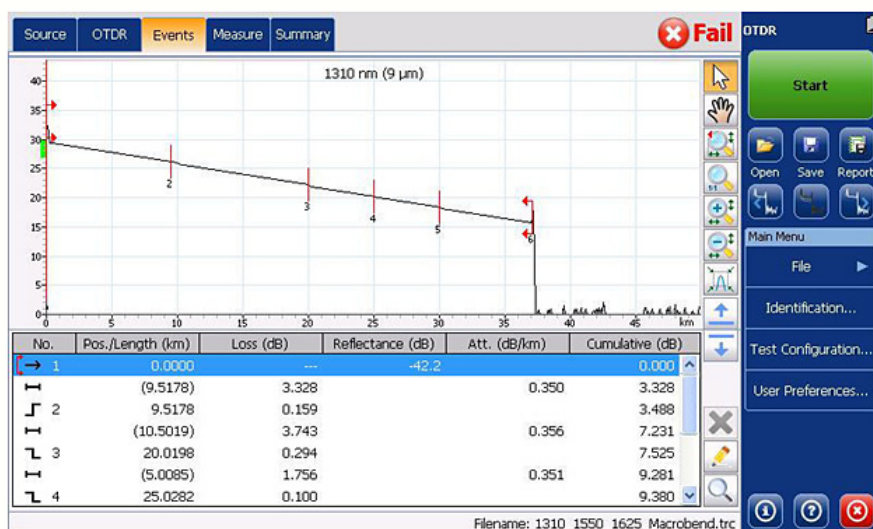 Source OTDR Events Measure Summary Fail OTDR
1310 nm (9 µm)
40
35
30
25
20
15
10
5
0
2
3
4
5
6
0 5 10 15 20 25 30 35 40 45 km
Start
Open Save Report
Main Menu
File
Identification...
Test Configuration...
User Preferences...
No. Pos./Length (km) Loss (dB) Reflectance (dB) Att. (dB/km) Cumulative (dB)
1 0.0000 --- -42.2 0.000
(9.5178) 3.328 0.350 3.328
2 9.5178 0.159 3.488
(10.5019) 3.743 0.356 7.231
3 20.0198 0.294 7.525
(5.0085) 1.756 0.351 9.281
4 25.0282 0.100 9.380
Filename: 1310_1550_1625_Macrobend.trc